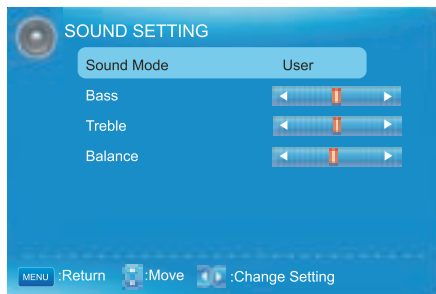 SOUND SETTING
Sound Mode User
Bass
Treble
Balance
MENU :Return :Move :Change Setting